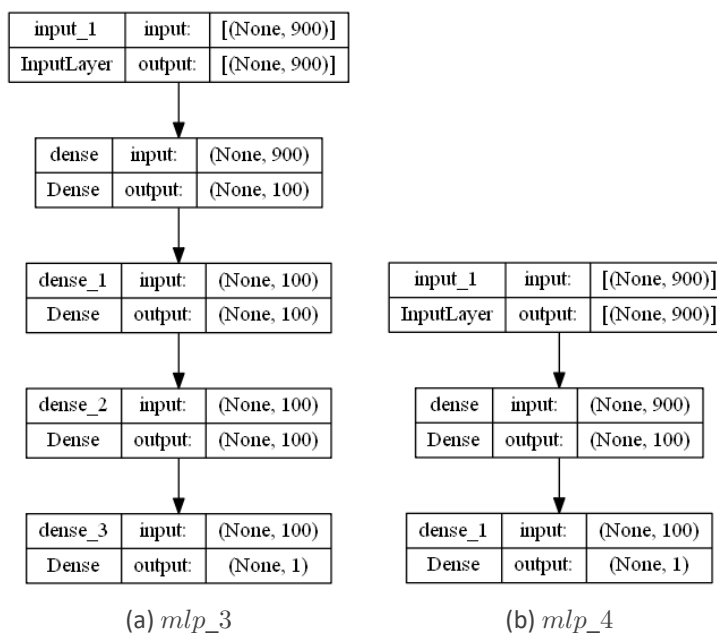 input_1 input: [(None, 900)]
InputLayer output: [(None, 900)]
dense input: (None, 900)
Dense output: (None, 100)
dense_1 input: (None, 100)
Dense output: (None, 100)
dense_2 input: (None, 100)
Dense output: (None, 100)
dense_3 input: (None, 100)
Dense output: (None, 1)
(a) mlp_3
input_1 input: [(None, 900)]
InputLayer output: [(None, 900)]
dense input: (None, 900)
Dense output: (None, 100)
dense_1 input: (None, 100)
Dense output: (None, 1)
(b) mlp_4